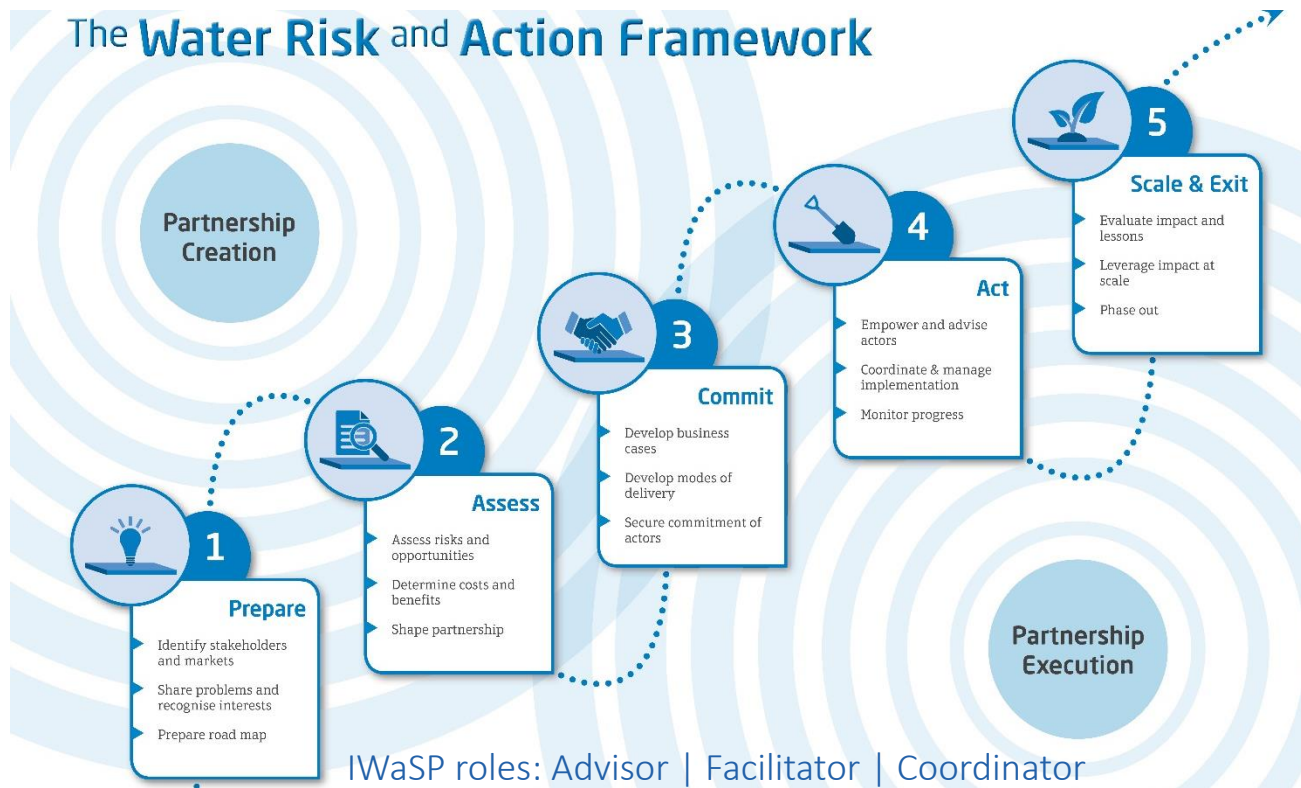 The Water Risk and Action Framework
Partnership
Creation
1
Prepare
Identify stakeholders
and markets
Share problems and
recognise interests
Prepare road map
2
Assess
Assess risks and
opportunities
Determine costs and
benefits
Shape partnership
3
Commit
Develop business
cases
Develop modes of
delivery
Secure commitment of
actors
4
Act
Empower and advise
actors
Coordinate & manage
implementation
Monitor progress
5
Scale & Exit
Evaluate impact and
lessons
Leverage impact at
scale
Phase out
Partnership
Execution
IWaSP roles: Advisor | Facilitator | Coordinator